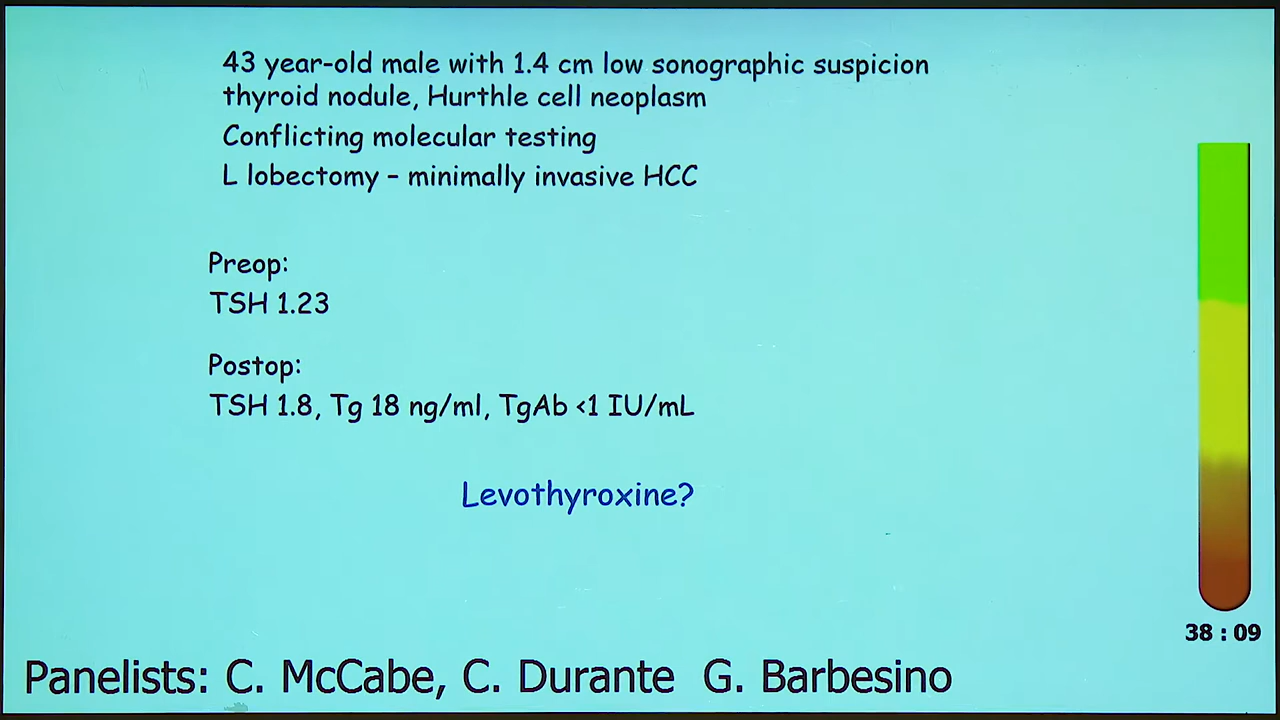 43 year-old male with 1.4 cm low sonographic suspicion
thyroid nodule, Hurthle cell neoplasm
Conflicting molecular testing
L lobectomy – minimally invasive HCC
Preop:
TSH 1.23
Postop:
TSH 1.8, Tg 18 ng/ml, TgAb <1 IU/mL
Levothyroxine?
38 : 09
Panelists: C. McCabe, C. Durante G. Barbesino